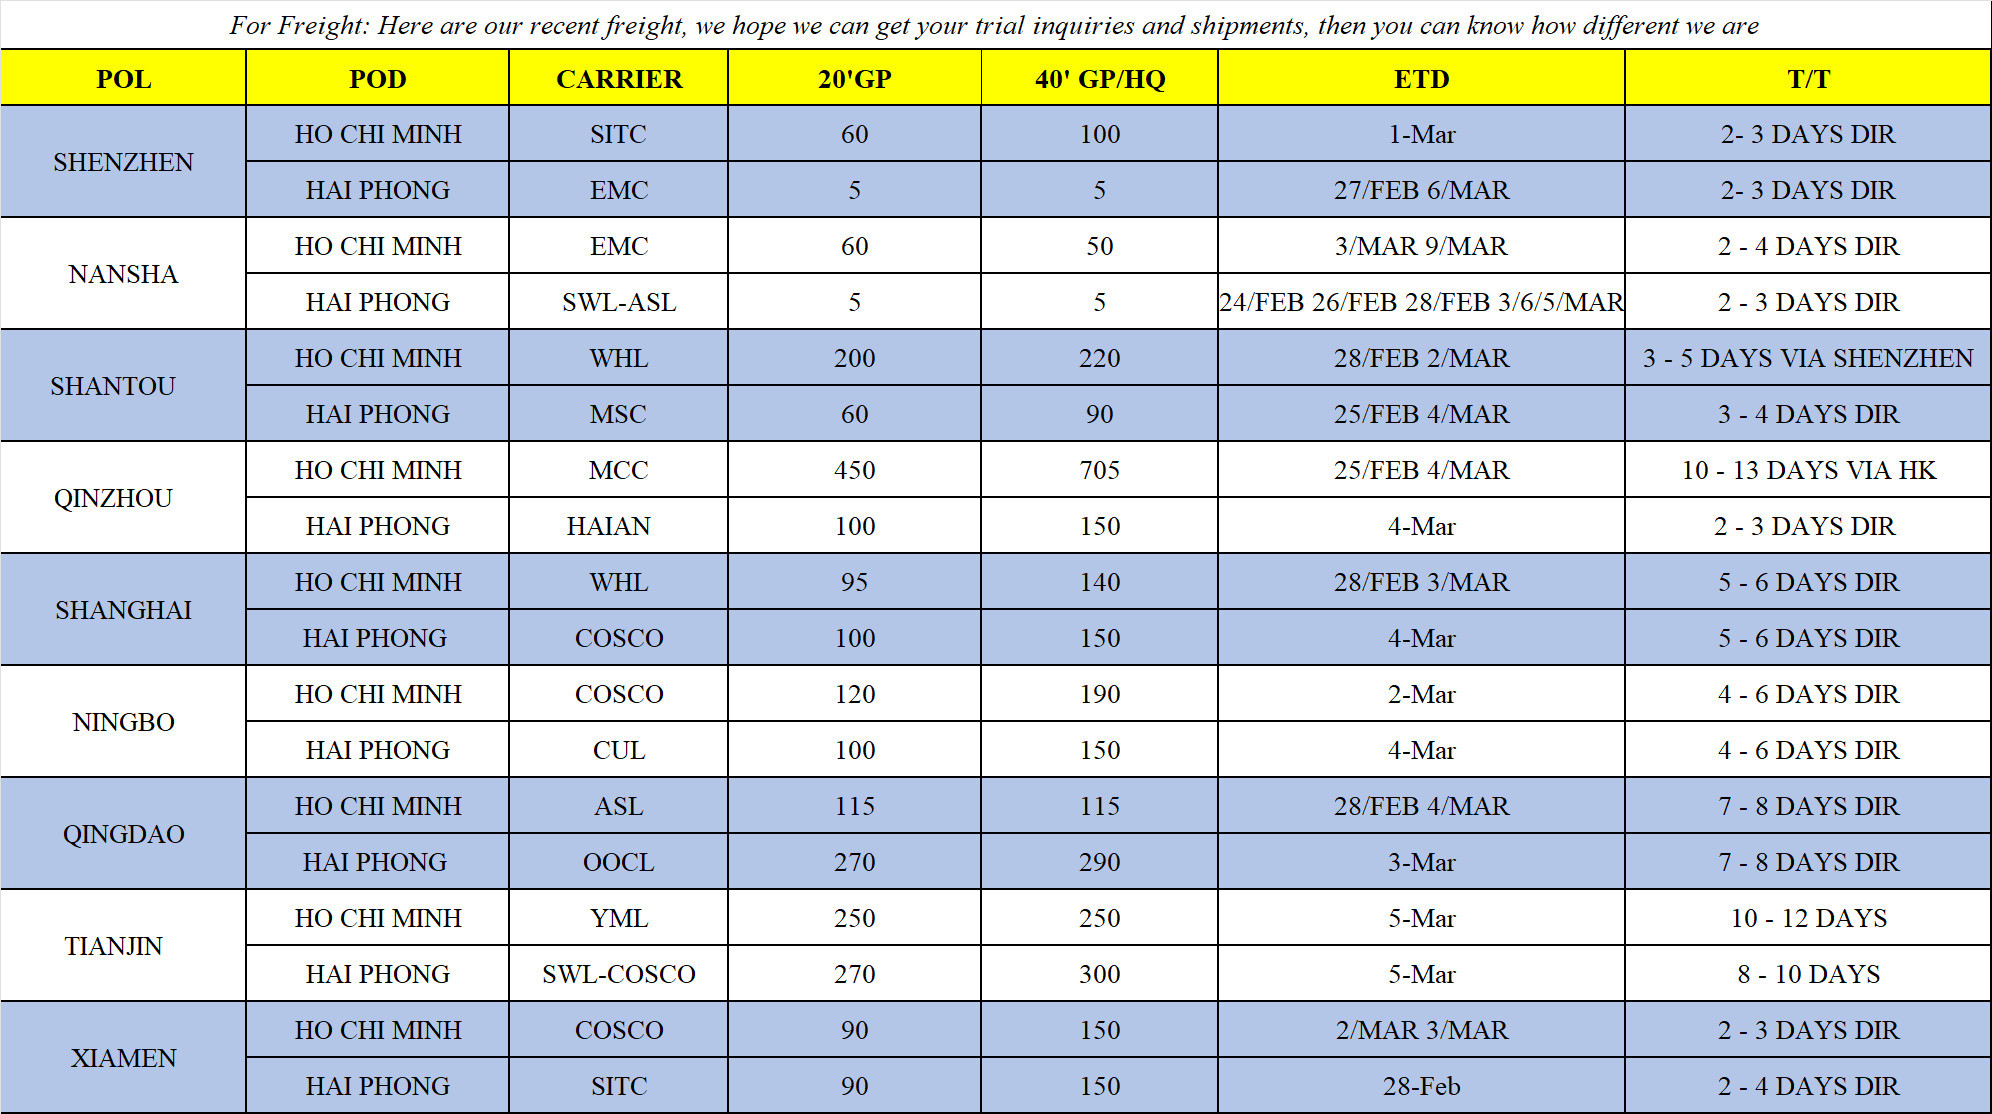 For Freight: Here are our recent freight, we hope we can get your trial inquiries and shipments, then you can know how different we are
POL POD CARRIER 20'GP 40' GP/HQ ETD T/T
SHENZHEN
HO CHI MINH SITC 60 100 1-Mar 2- 3 DAYS DIR
HAI PHONG EMC 5 5 27/FEB 6/MAR 2- 3 DAYS DIR
NANSHA
HO CHI MINH EMC 60 50 3/MAR 9/MAR 2 - 4 DAYS DIR
HAI PHONG SWL-ASL 5 5 24/FEB 26/FEB 28/FEB 3/6/5/MAR 2 - 3 DAYS DIR
SHANTOU
HO CHI MINH WHL 200 220 28/FEB 2/MAR 3 - 5 DAYS VIA SHENZHEN
HAI PHONG MSC 60 90 25/FEB 4/MAR 3 - 4 DAYS DIR
QINZHOU
HO CHI MINH MCC 450 705 25/FEB 4/MAR 10 - 13 DAYS VIA HK
HAI PHONG HAIAN 100 150 4-Mar 2 - 3 DAYS DIR
SHANGHAI
HO CHI MINH WHL 95 140 28/FEB 3/MAR 5 - 6 DAYS DIR
HAI PHONG COSCO 100 150 4-Mar 5 - 6 DAYS DIR
NINGBO
HO CHI MINH COSCO 120 190 2-Mar 4 - 6 DAYS DIR
HAI PHONG CUL 100 150 4-Mar 4 - 6 DAYS DIR
QINGDAO
HO CHI MINH ASL 115 115 28/FEB 4/MAR 7 - 8 DAYS DIR
HAI PHONG OOCL 270 290 3-Mar 7 - 8 DAYS DIR
TIANJIN
HO CHI MINH YML 250 250 5-Mar 10 - 12 DAYS
HAI PHONG SWL-COSCO 270 300 5-Mar 8 - 10 DAYS
XIAMEN
HO CHI MINH COSCO 90 150 2/MAR 3/MAR 2 - 3 DAYS DIR
HAI PHONG SITC 90 150 28-Feb 2 - 4 DAYS DIR